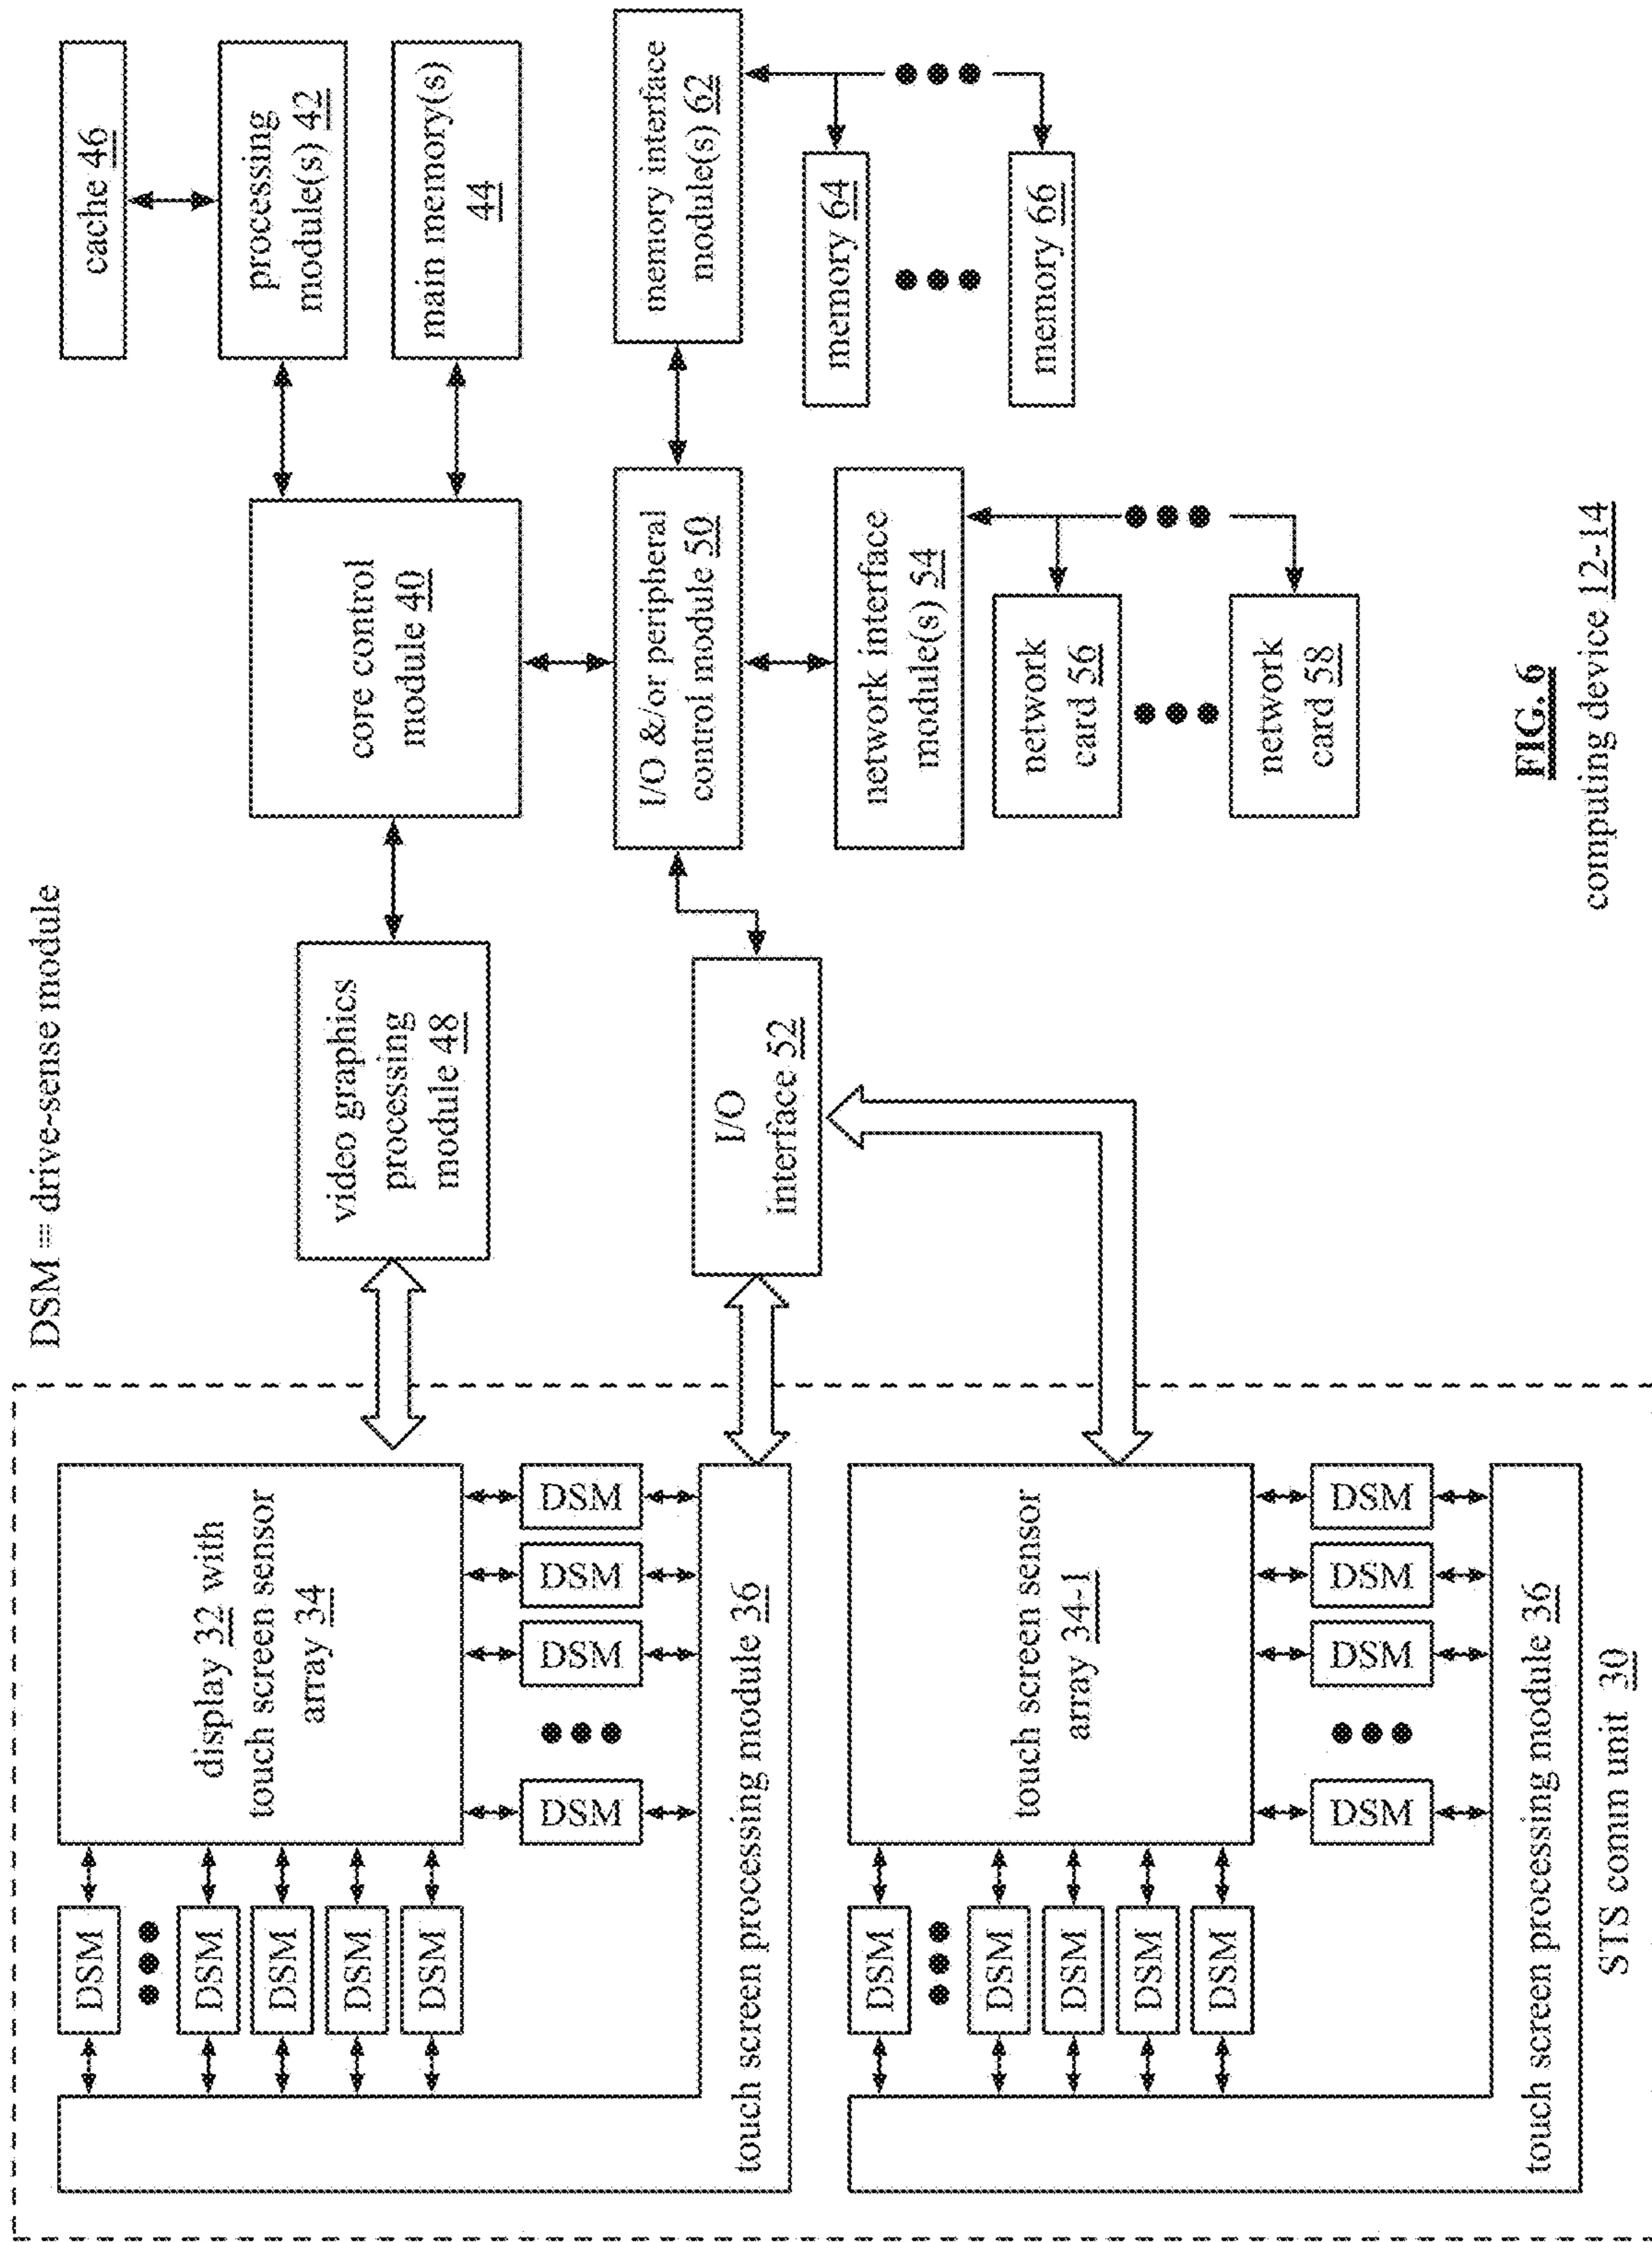 DSM = drive-sense module
display 32 with
touch screen sensor
array 34
DSM
DSM
DSM
DSM
DSM
DSM
DSM
DSM
DSM
touch screen processing module 36
touch screen sensor
array 34-1
DSM
DSM
DSM
DSM
DSM
DSM
DSM
DSM
DSM
touch screen processing module 36
STS comm unit 30
video graphics
processing
module 48
I/O
interface 52
core control
module 40
I/O &/or peripheral
control module 50
network interface
module(s) 54
network
card 56
network
card 58
cache 46
processing
module(s) 42
main memory(s)
44
memory interface
module(s) 62
memory 64
memory 66
FIG. 6
computing device 12-14